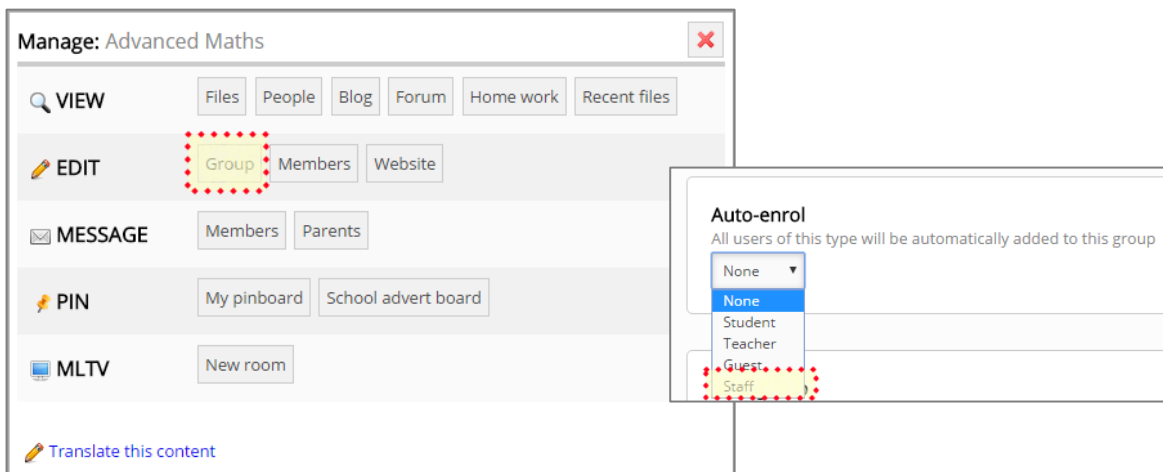 Manage: Advanced Maths
VIEW Files People Blog Forum Home work Recent files
EDIT Group Members Website
MESSAGE Members Parents
PIN My pinboard School advert board
MLTV New room
Translate this content
Auto-enrol
All users of this type will be automatically added to this group
None
None
Student
Teacher
Guest
Staff